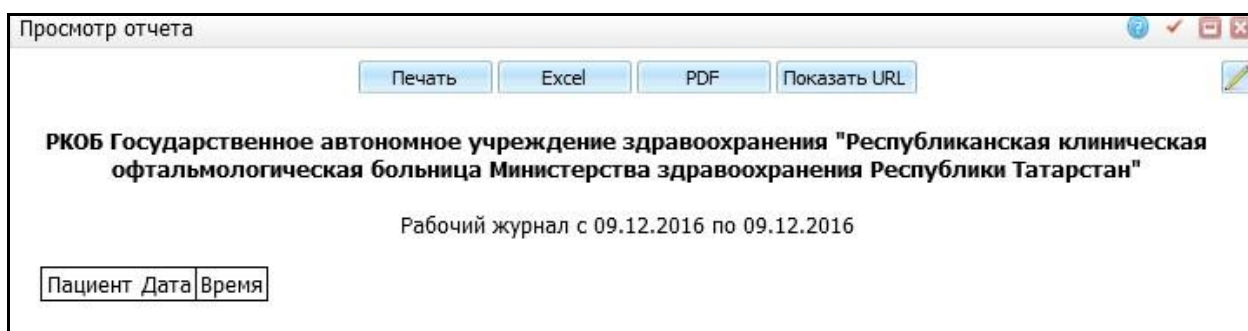 Просмотр отчета
Печать Excel PDF Показать URL
РКОБ Государственное автономное учреждение здравоохранения "Республиканская клиническая
офтальмологическая больница Министерства здравоохранения Республики Татарстан"
Рабочий журнал с 09.12.2016 по 09.12.2016
Пациент Дата Время